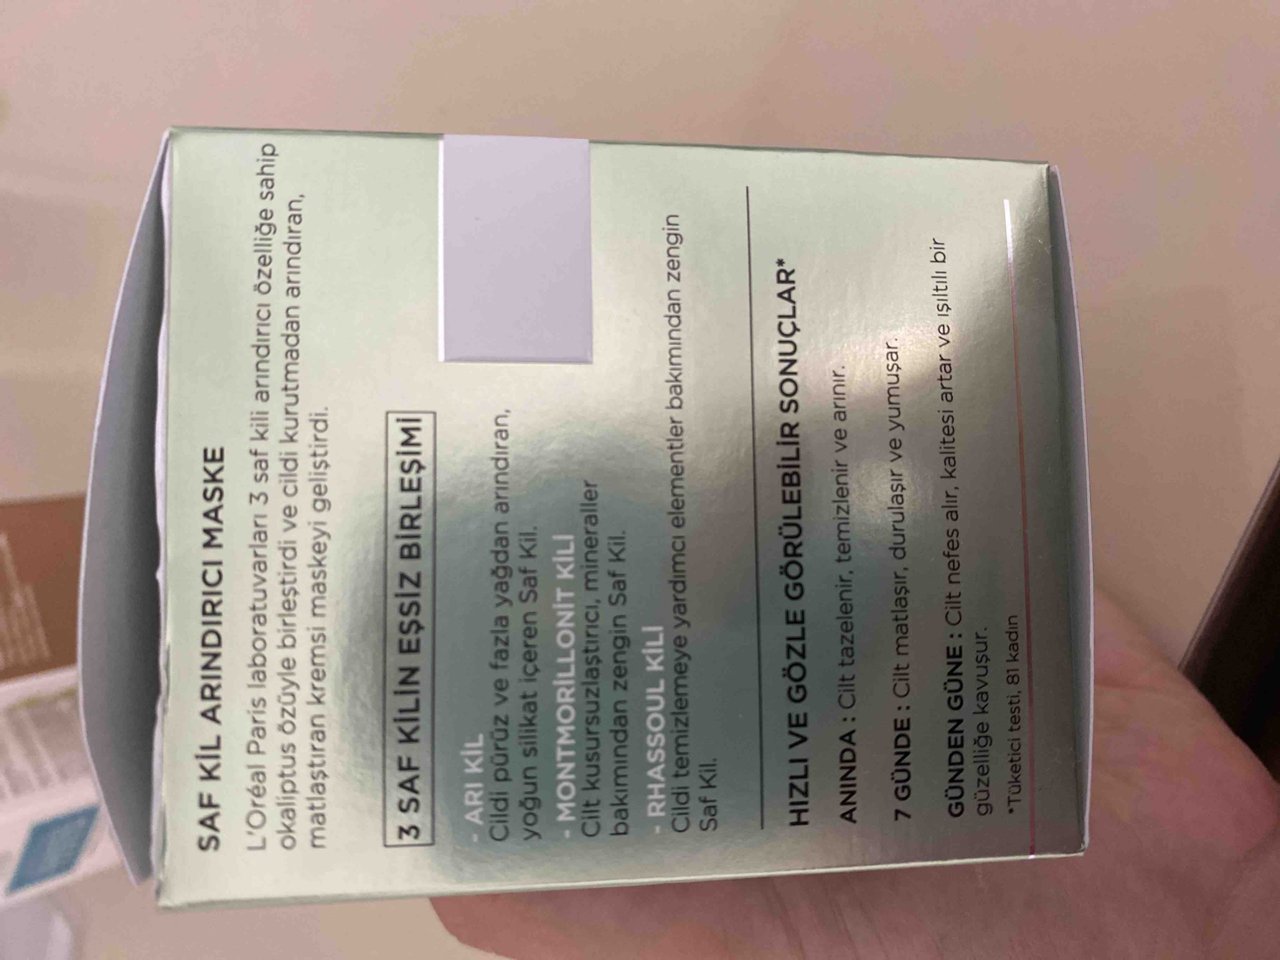 SAF KİL ARINDIRICI MASKE
L'Oréal Paris laboratuvarları 3 saf kili arındırıcı özelliğe sahip
okaliptus özüyle birleştirdi ve cildi kurutmadan arındıran,
matlaştıran kremsi maskeyi geliştirdi.
3 SAF KİLİN EŞSİZ BİRLEŞİMİ
- ARI KİL
Cildi pürüz ve fazla yağdan arındıran,
yoğun silikat içeren Saf Kil.
- MONTMORİLLONİT KİLİ
Cilt kusursuzlaştırıcı, mineraller
bakımından zengin Saf Kil.
- RHASSOUL KİLİ
Cildi temizlemeye yardımcı elementler bakımından zengin
Saf Kil.
HIZLI VE GÖZLE GÖRÜLEBİLİR SONUÇLAR*
ANINDA : Cilt tazelenir, temizlenir ve arınır.
7 GÜNDE : Cilt matlaşır, durulaşır ve yumuşar.
GÜNDEN GÜNE : Cilt nefes alır, kalitesi artar ve ışıltılı bir
güzelliğe kavuşur.
*Tüketici testi, 81 kadın